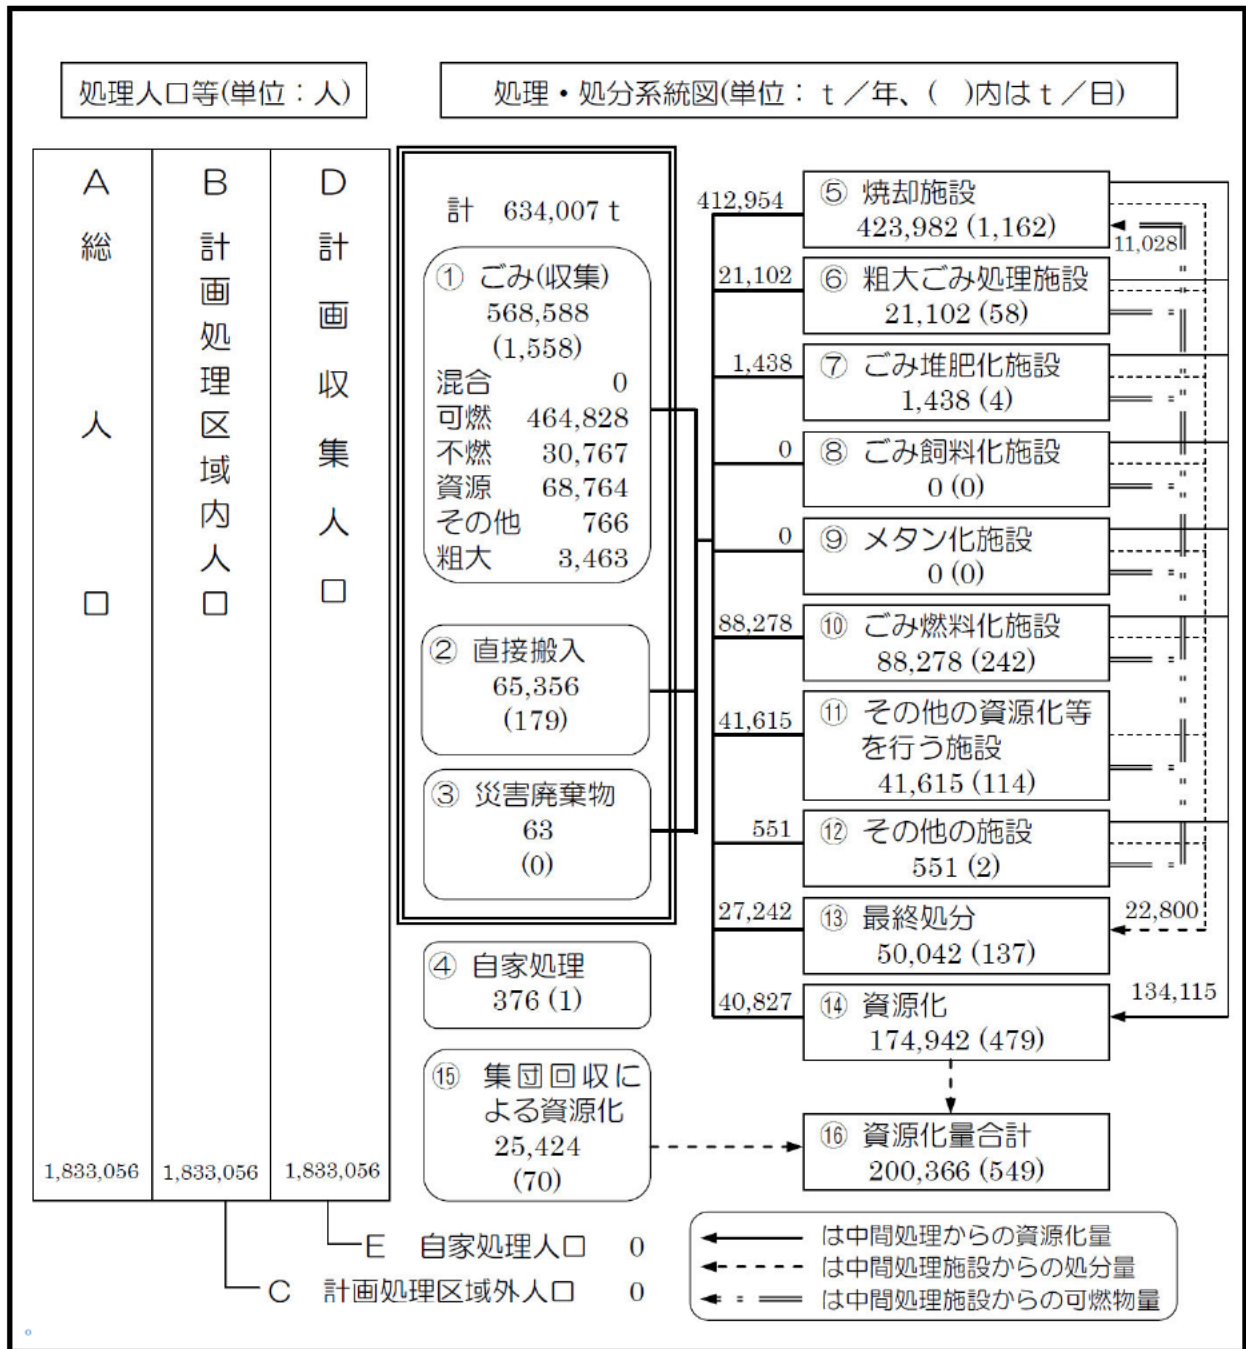 処理人口等(単位：人)
処理・処分系統図(単位：ｔ／年、(　)内はｔ／日)
A総人口
1,833,056
B計画処理区域内人口
1,833,056
D計画収集人口
1,833,056
E　自家処理人口　0
C　計画処理区域外人口　0
計　634,007ｔ
① ごみ(収集)
568,588
(1,558)
混合　0
可燃　464,828
不燃　30,767
資源　68,764
その他　766
粗大　3,463
② 直接搬入
65,356
(179)
③ 災害廃棄物
63
(0)
④ 自家処理
376 (1)
⑮ 集団回収に
よる資源化
25,424
(70)
412,954
⑤ 焼却施設
423,982 (1,162)
11,028
21,102
⑥ 粗大ごみ処理施設
21,102 (58)
1,438
⑦ ごみ堆肥化施設
1,438 (4)
0
⑧ ごみ飼料化施設
0 (0)
0
⑨ メタン化施設
0 (0)
88,278
⑩ ごみ燃料化施設
88,278 (242)
41,615
⑪ その他の資源化等
を行う施設
41,615 (114)
551
⑫ その他の施設
551 (2)
27,242
⑬ 最終処分
50,042 (137)
22,800
40,827
⑭ 資源化
174,942 (479)
134,115
⑯ 資源化量合計
200,366 (549)
は中間処理からの資源化量
は中間処理施設からの処分量
は中間処理施設からの可燃物量